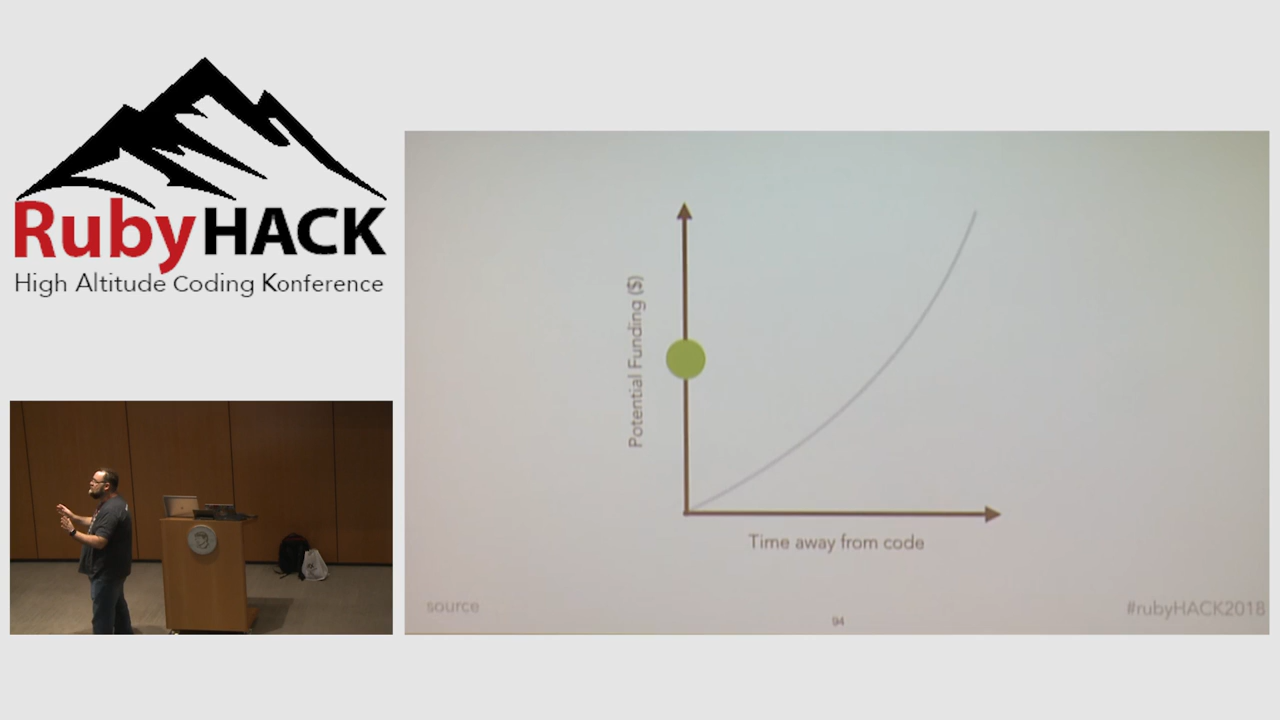 RubyHACK
High Altitude Coding Konference
Potential Funding ($)
Time away from code
source
94
#rubyHACK2018